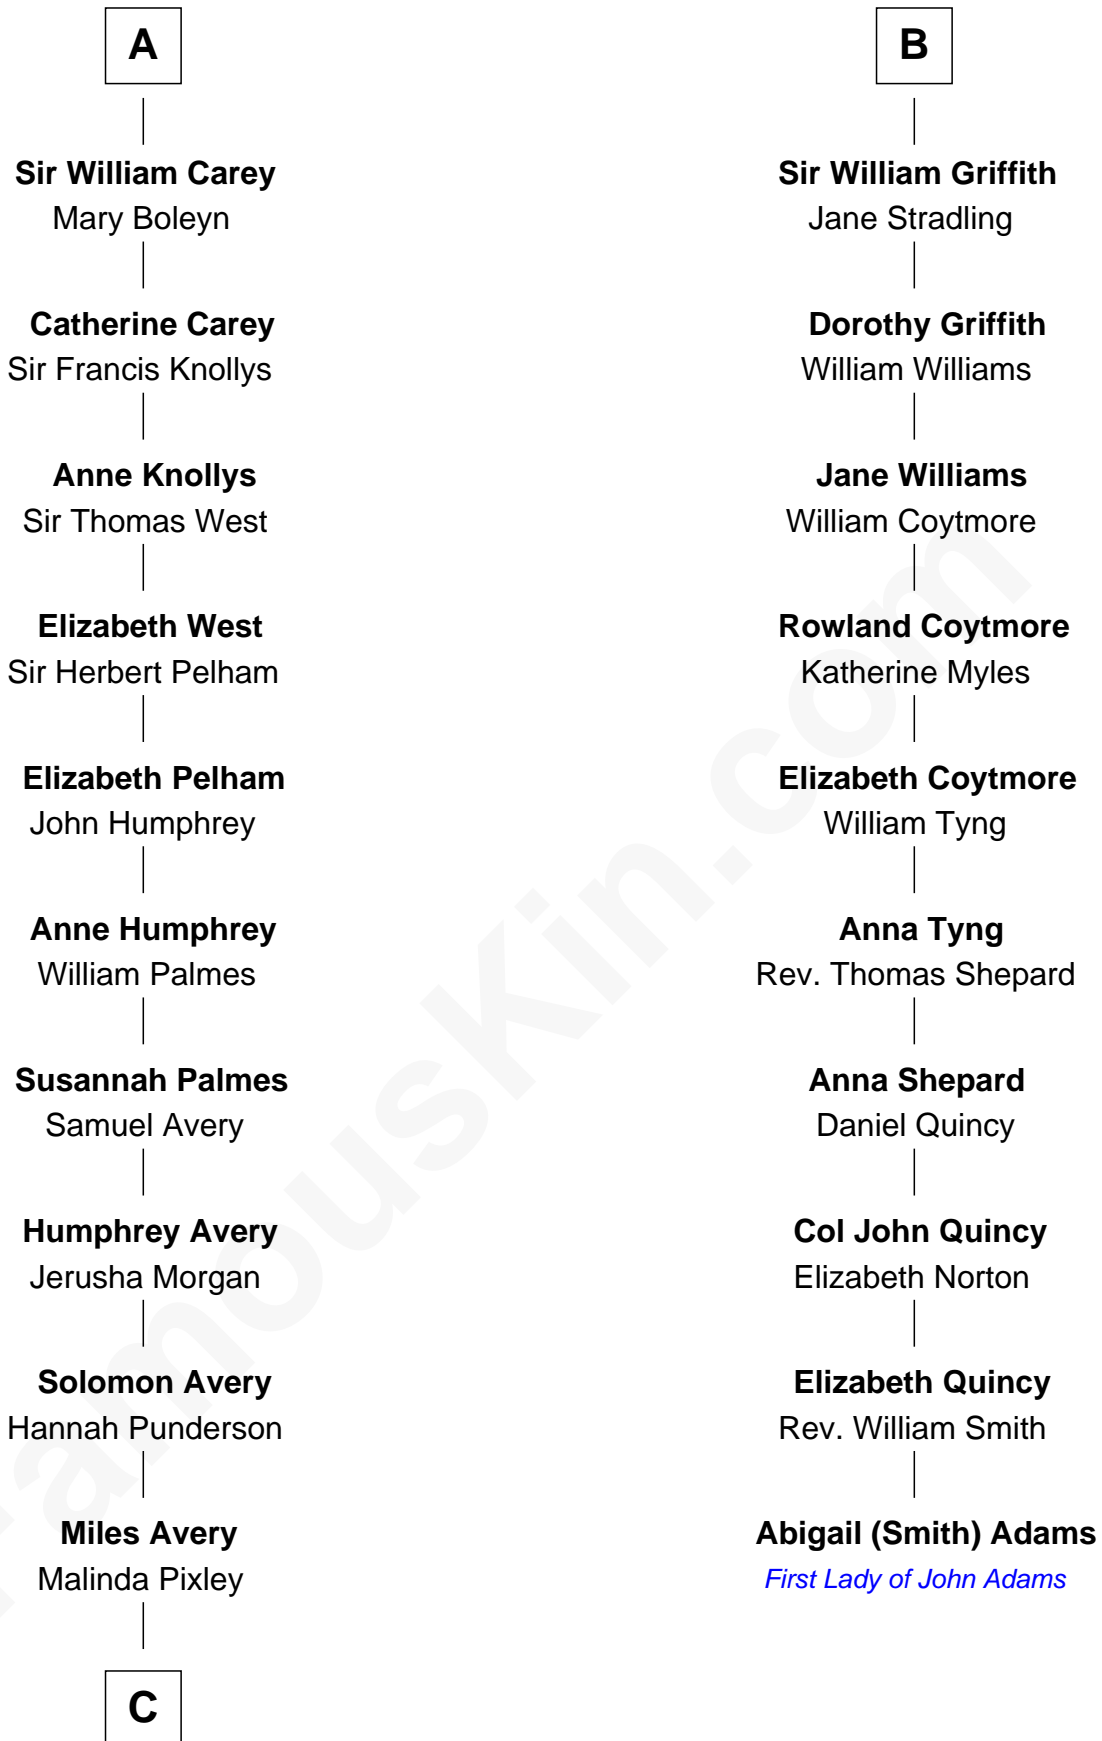 A
Sir William Carey
Mary Boleyn
Catherine Carey
Sir Francis Knollys
Anne Knollys
Sir Thomas West
Elizabeth West
Sir Herbert Pelham
Elizabeth Pelham
John Humphrey
Anne Humphrey
William Palmes
Susannah Palmes
Samuel Avery
Humphrey Avery
Jerusha Morgan
Solomon Avery
Hannah Punderson
Miles Avery
Malinda Pixley
C
B
Sir William Griffith
Jane Stradling
Dorothy Griffith
William Williams
Jane Williams
William Coytmore
Rowland Coytmore
Katherine Myles
Elizabeth Coytmore
William Tyng
Anna Tyng
Rev. Thomas Shepard
Anna Shepard
Daniel Quincy
Col John Quincy
Elizabeth Norton
Elizabeth Quincy
Rev. William Smith
Abigail (Smith) Adams
First Lady of John Adams
FamousKin.com